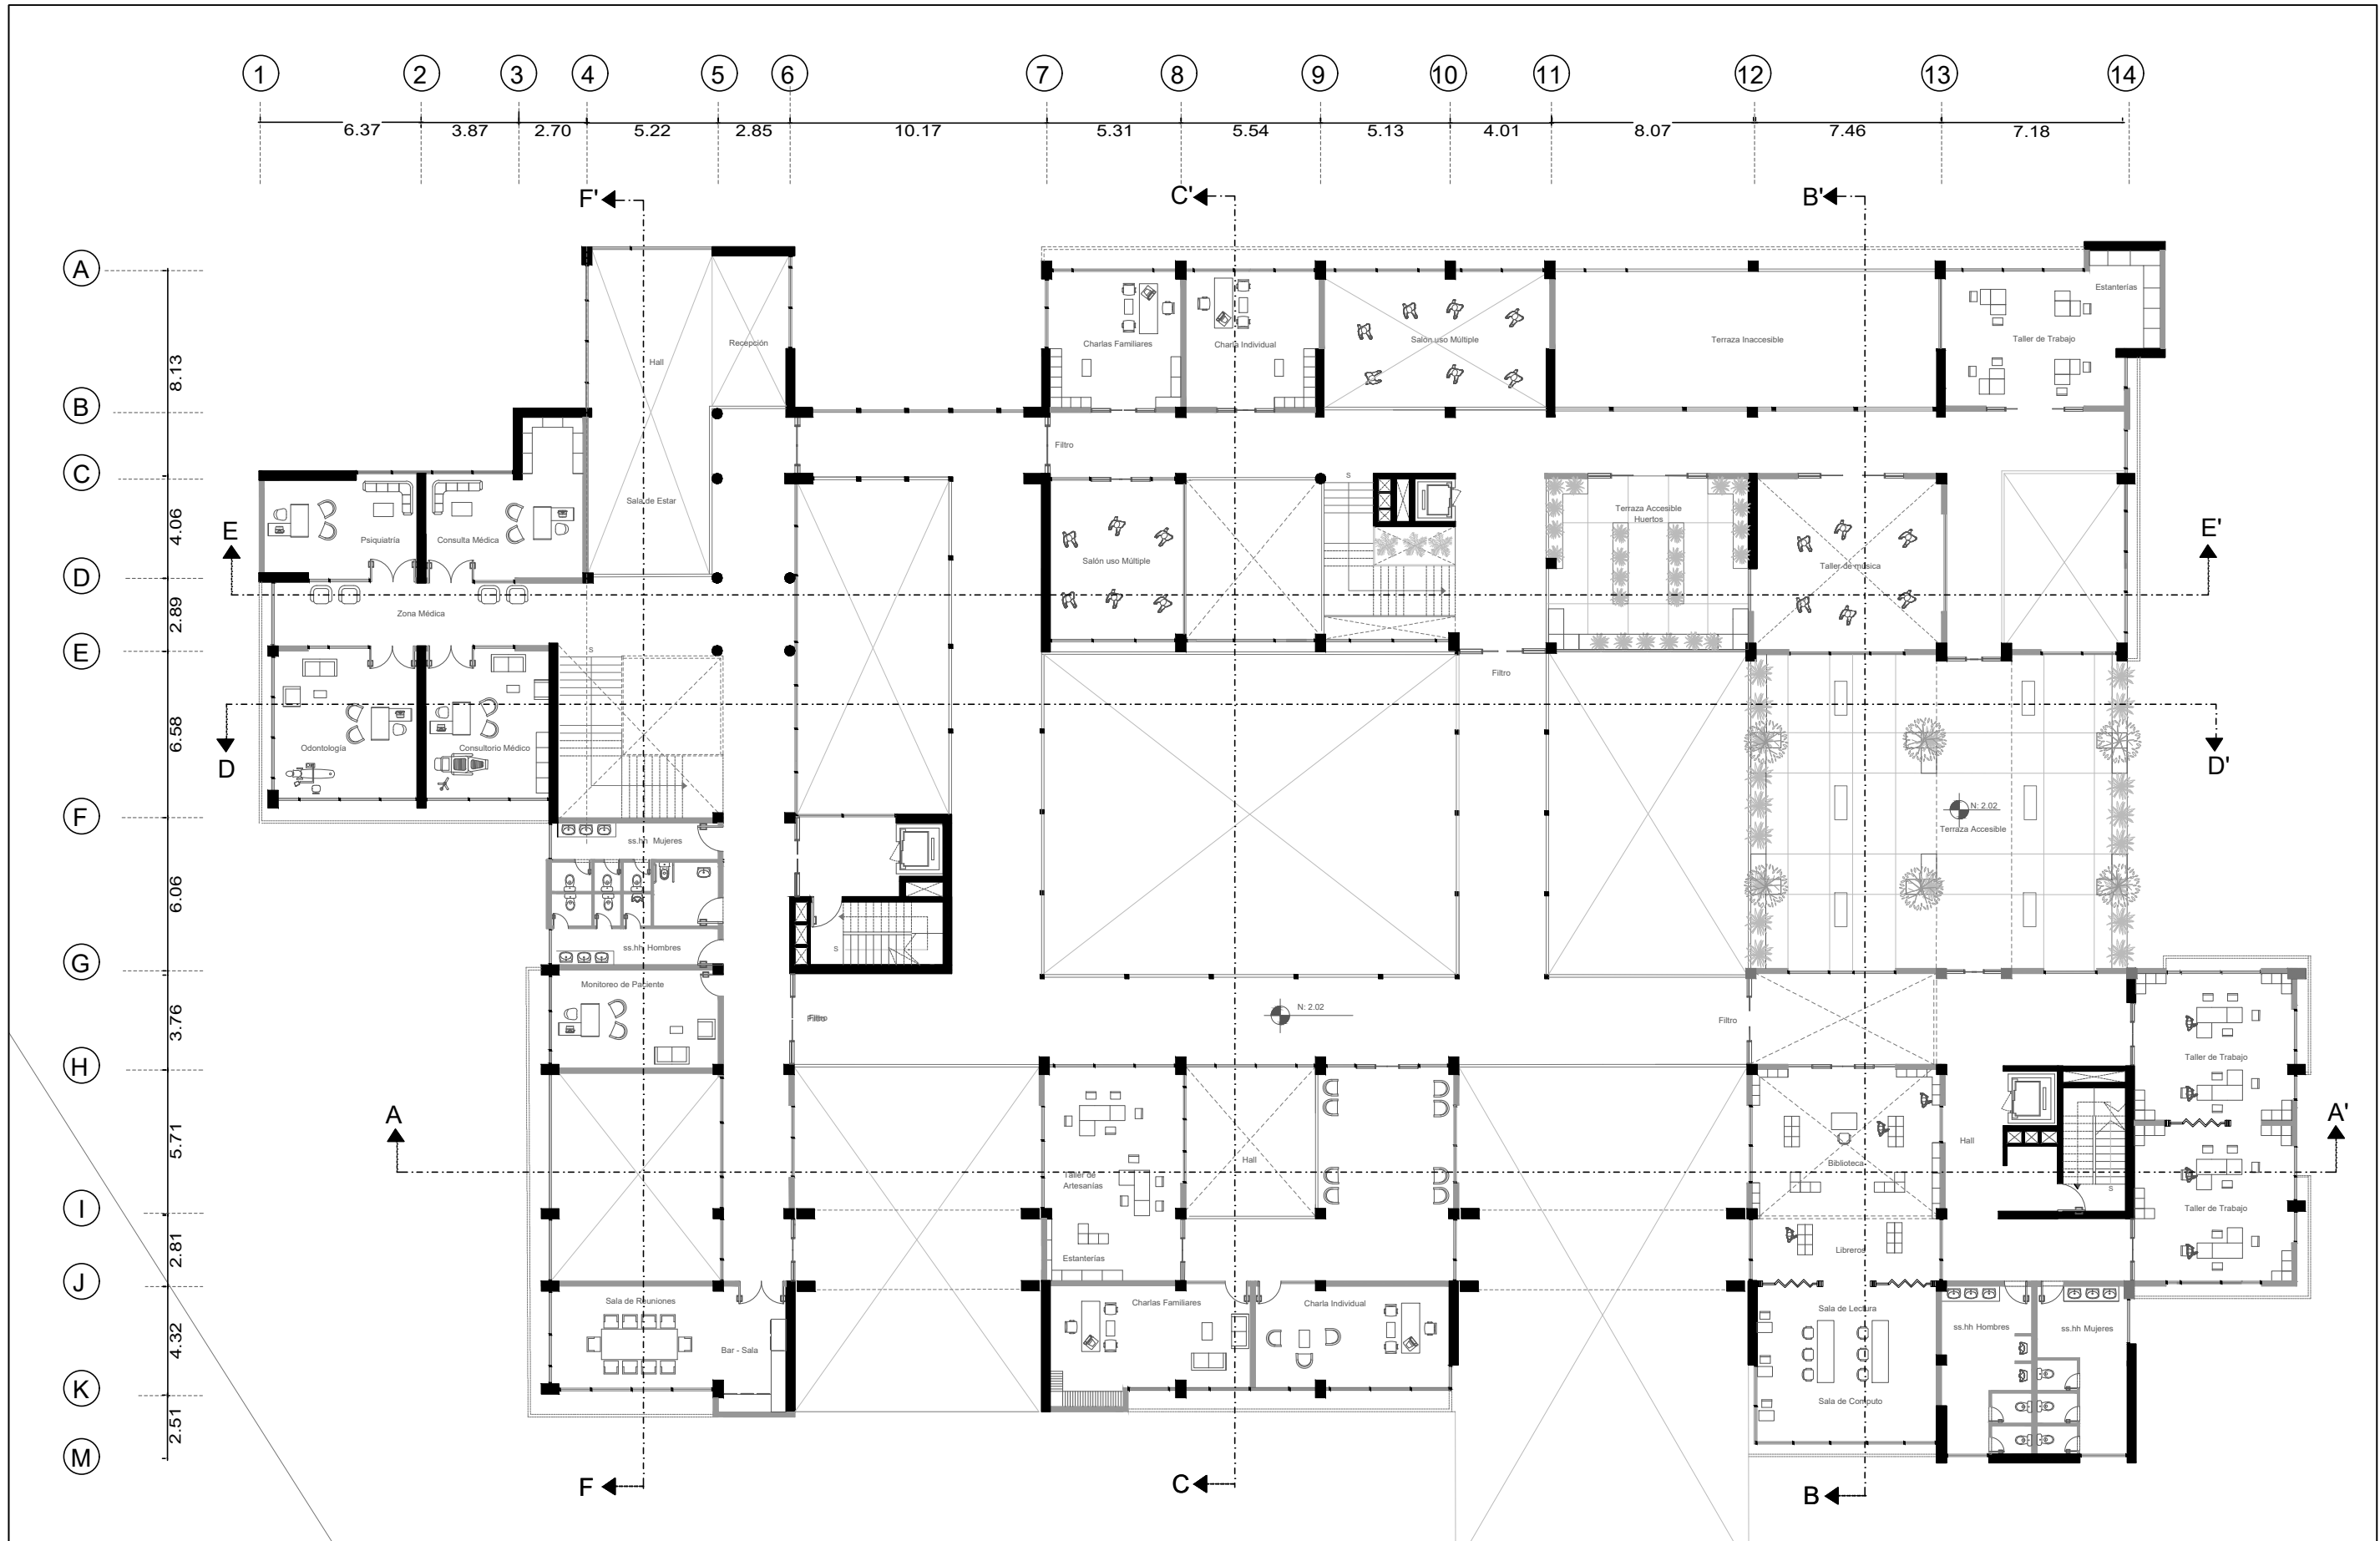 1 2 3 4 5 6 7 8 9 10 11 12 13 14
6.37 3.87 2.70 5.22 2.85 10.17 5.31 5.54 5.13 4.01 8.07 7.46 7.18
F' C' B'
A
Estanterías
8.13
Hall
Recepción
Charlas Familiares
Charla Individual
Salón uso Múltiple
Terraza Inaccesible
Taller de Trabajo
B
Filtro
C
S
Sala de Estar
Terraza Accesible
Huertos
4.06
E
Psiquiatría
Consulta Médica
Salón uso Múltiple
Taller de música
E'
D
2.89
Zona Médica
E
S
Filtro
6.58
D
Odontología
Consultorio Médico
D'
F
N: 2.02
Terraza Accesible
ss.hh Mujeres
6.06
ss.hh Hombres
S
G
Monitoreo de Paciente
3.76
Filtro
N: 2.02
Filtro
Taller de Trabajo
H
A
5.71
Hall
Biblioteca
Hall
A'
Taller de
Artesanías
S
I
Taller de Trabajo
2.81
Estanterías
Libreros
J
Sala de Reuniones
Charlas Familiares
Charla Individual
Sala de Lectura
ss.hh Hombres
ss.hh Mujeres
4.32
Bar - Sala
K
Sala de Computo
2.51
M
F C B